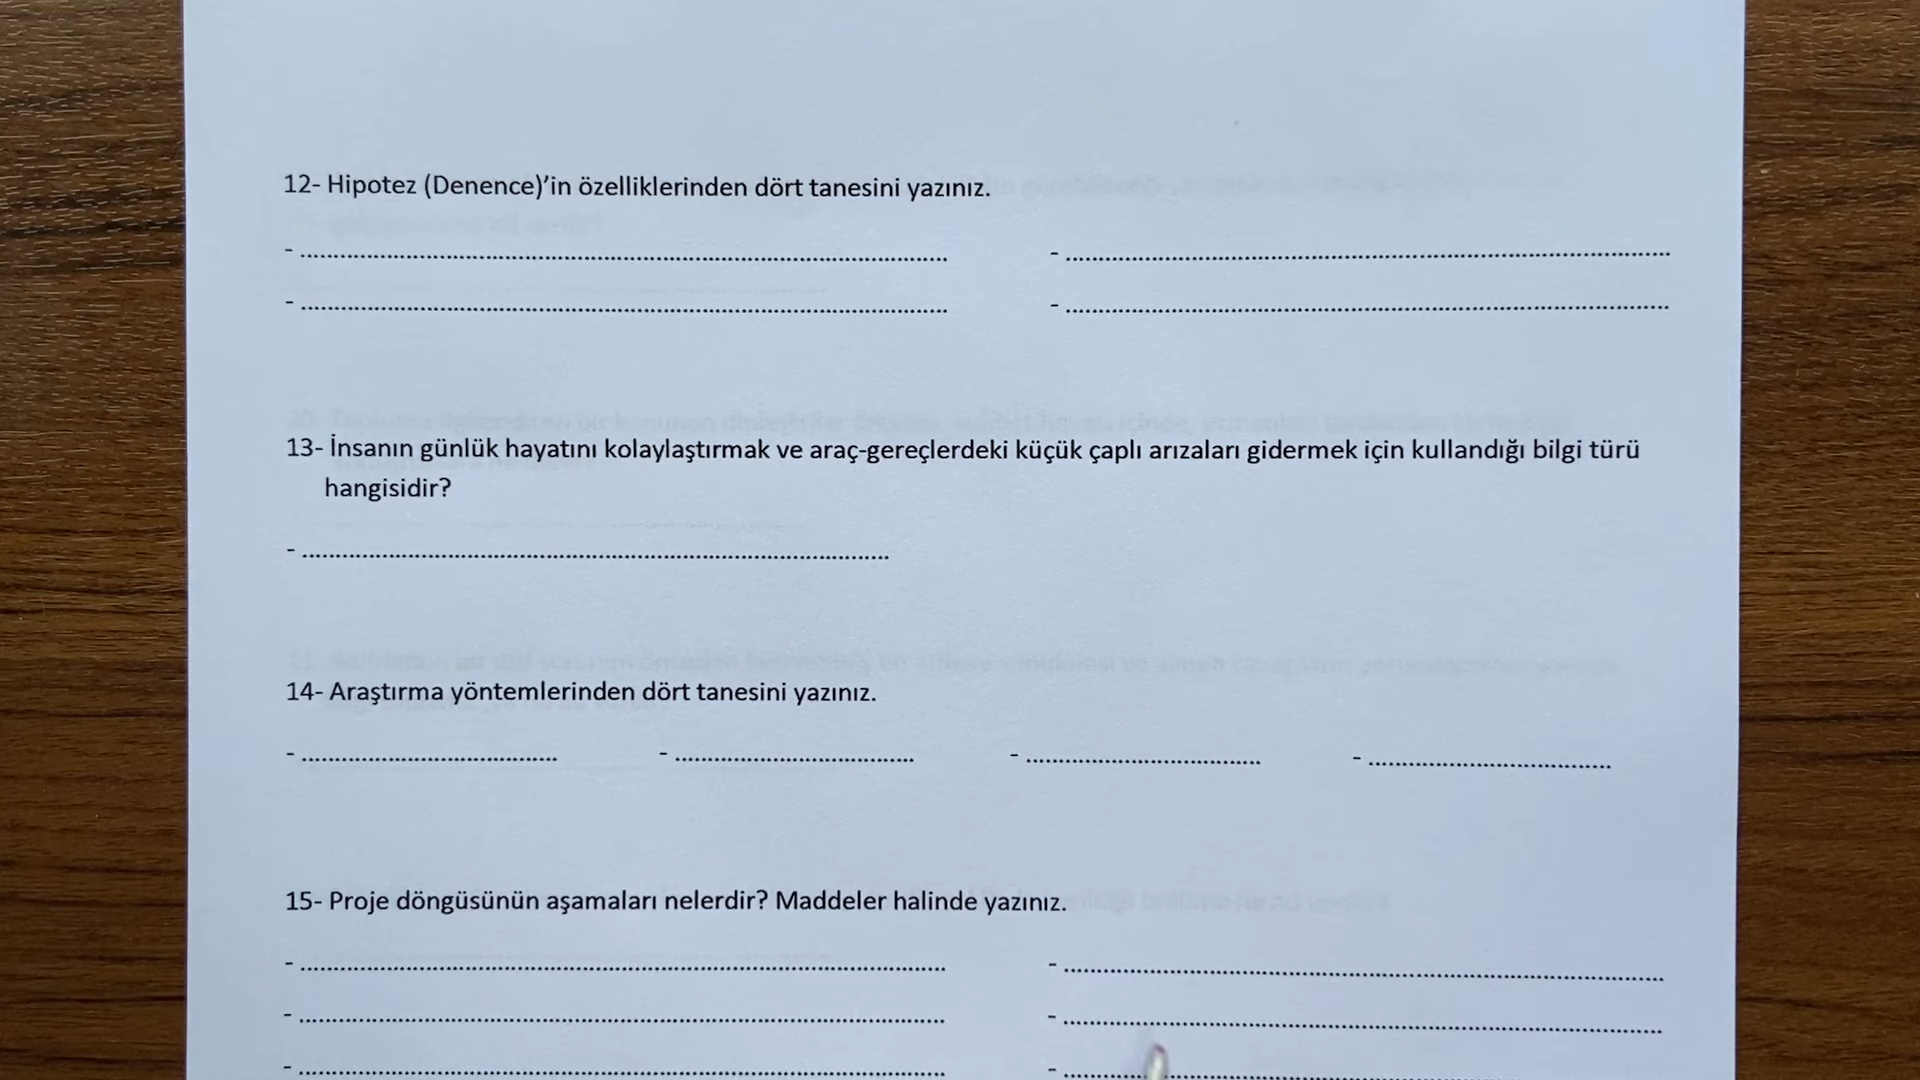 12- Hipotez (Denence)'in özelliklerinden dört tanesini yazınız.
- ........................................ - ........................................
- ........................................ - ........................................
13- İnsanın günlük hayatını kolaylaştırmak ve araç-gereçlerdeki küçük çaplı arızaları gidermek için kullandığı bilgi türü
hangisidir?
- ........................................
14- Araştırma yöntemlerinden dört tanesini yazınız.
- .................... - .................... - .................... - ....................
15- Proje döngüsünün aşamaları nelerdir? Maddeler halinde yazınız.
- ........................................ - ........................................
- ........................................ - ........................................
- ........................................ - ........................................